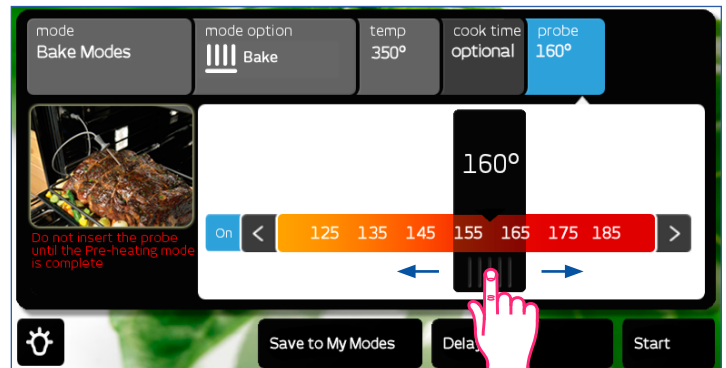 mode
Bake Modes
mode option
Bake
temp
350°
cook time
optional
probe
160°
160°
On < 125 135 145 155 165 175 185 >
Do not insert the probe
until the Pre-heating mode
is complete
Save to My Modes
Start